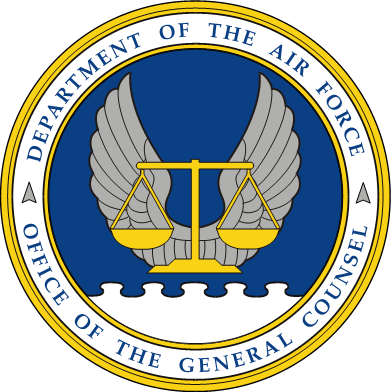 DEPARTMENT OF THE AIR FORCE
OFFICE OF THE GENERAL COUNSEL